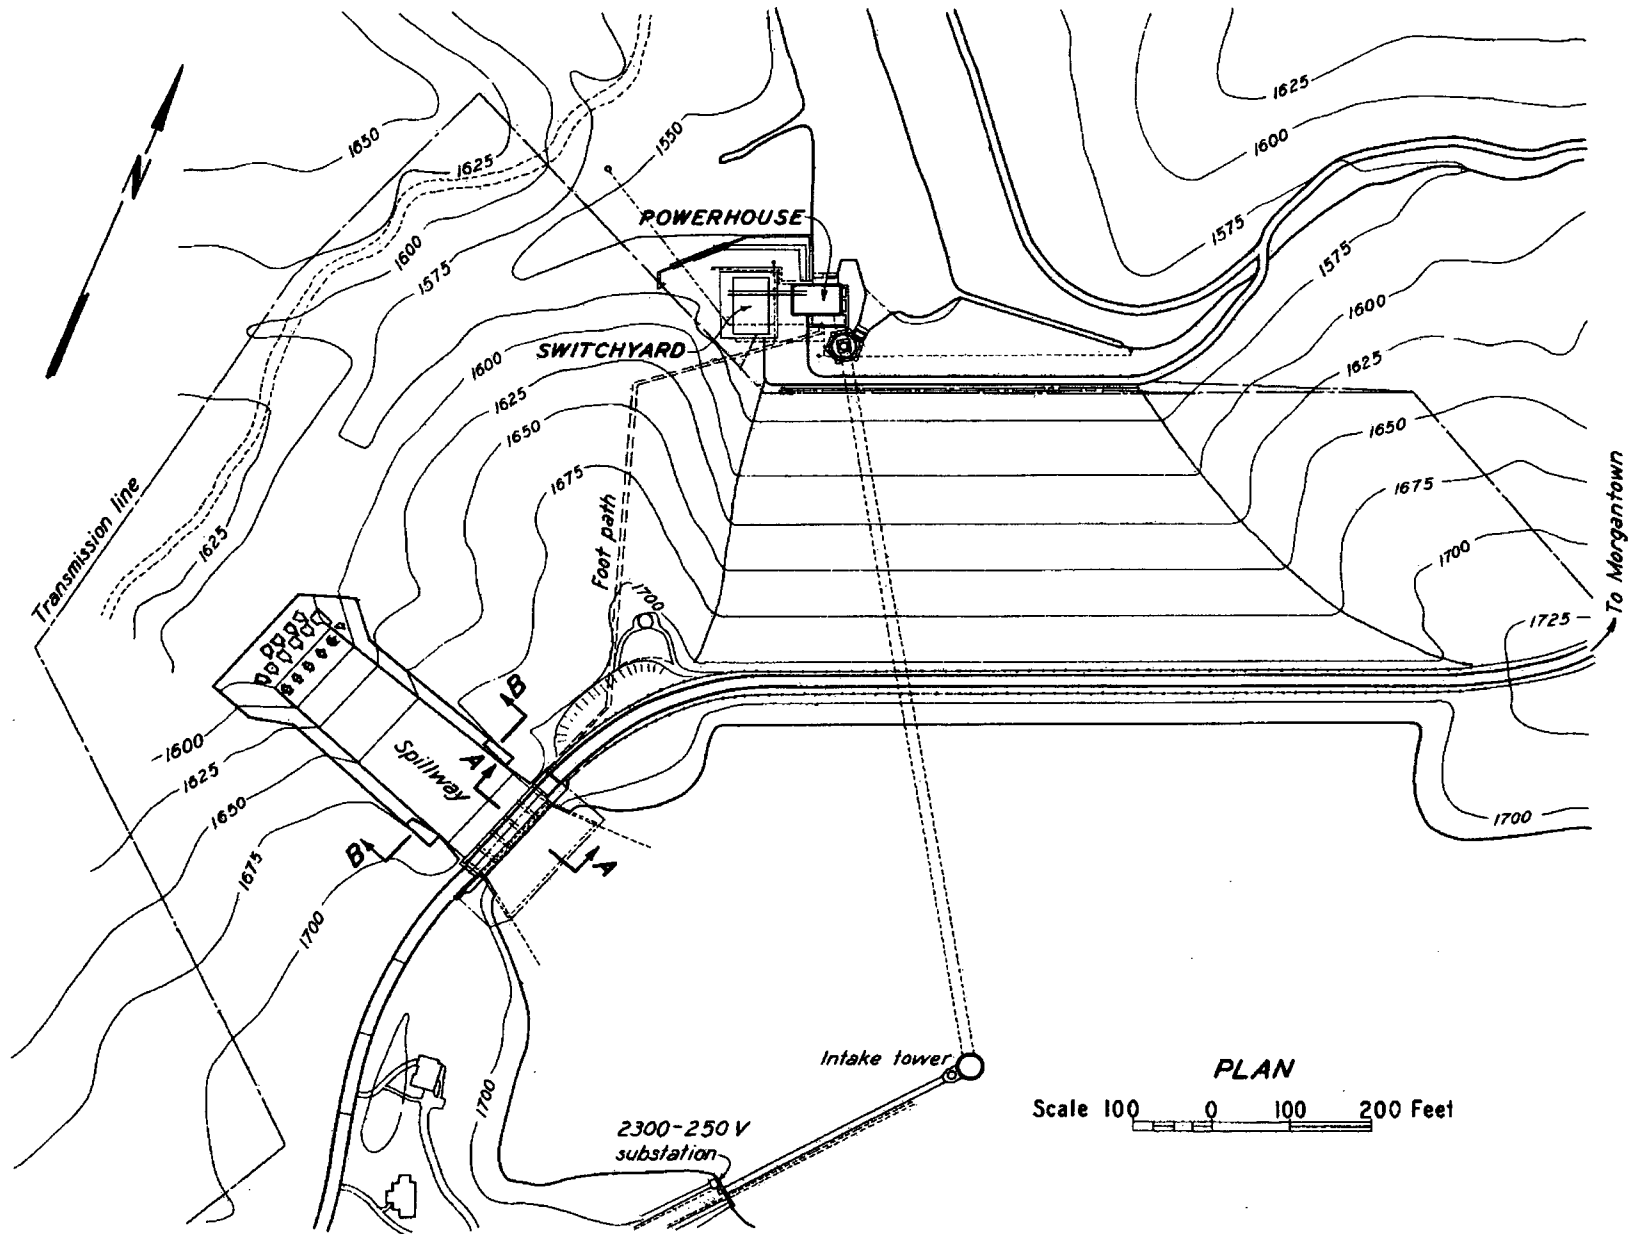 1625
1650
1550
1600
1625
N
POWERHOUSE
1575
1575
1600
1575
1600
SWITCHYARD
1600
1625
1625
1650
1650
1675
1675
To Morgantown
Transmission line
1625
Foot path
1700
1700
1725
B
1600
Spillway
A
1625
1650
1700
B
A
1675
1700
Intake tower
PLAN
1700
Scale 100 0 100 200 Feet
2300-250 V
substation